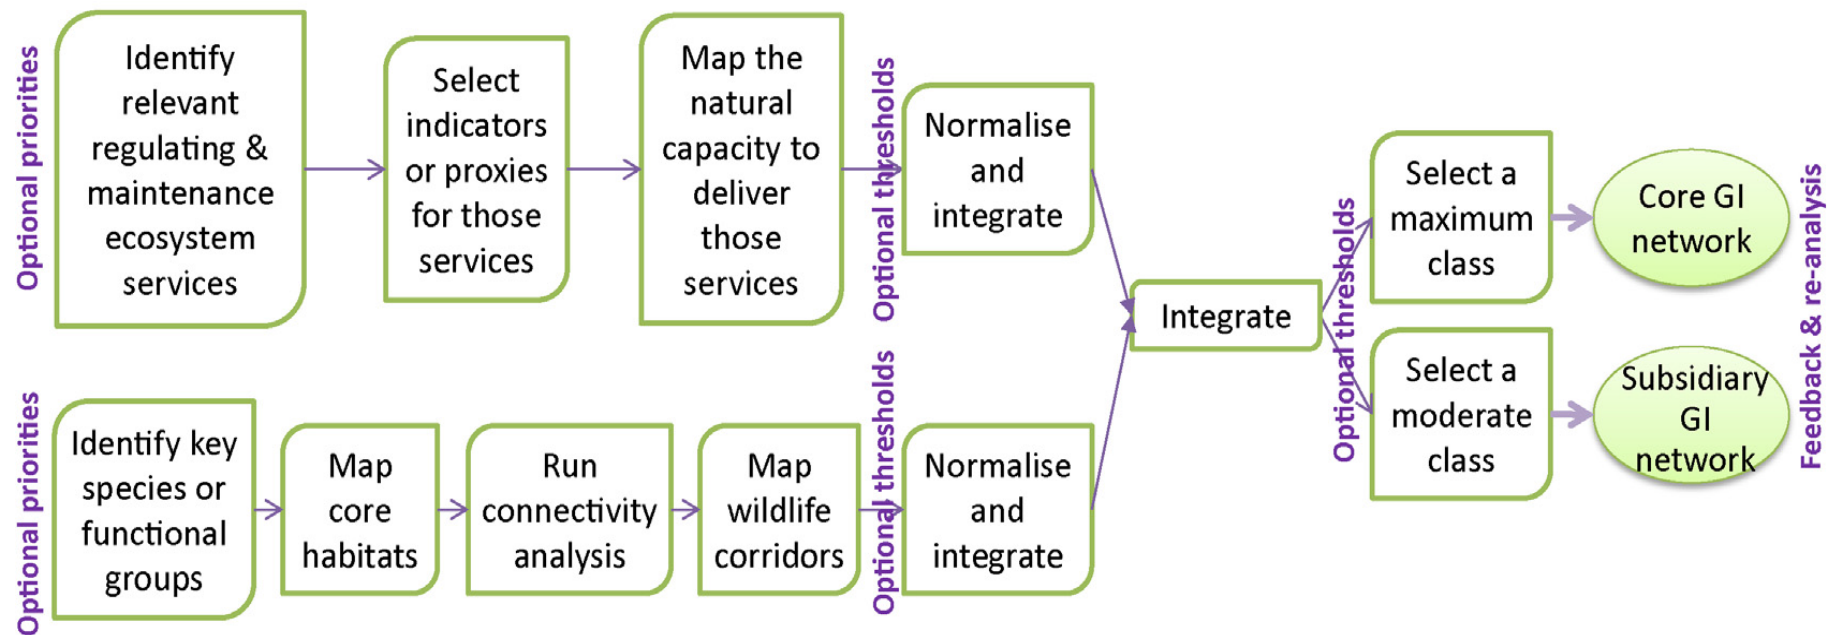 Optional priorities
Identify
relevant
regulating &
maintenance
ecosystem
services
Select
indicators
or proxies
for those
services
Map the
natural
capacity to
deliver
those
services
Optional thresholds
Normalise
and
integrate
Optional priorities
Identify key
species or
functional
groups
Map
core
habitats
Run
connectivity
analysis
Map
wildlife
corridors
Optional thresholds
Normalise
and
integrate
Integrate
Optional thresholds
Select a
maximum
class
Core GI
network
Select a
moderate
class
Subsidiary
GI
network
Feedback & re-analysis